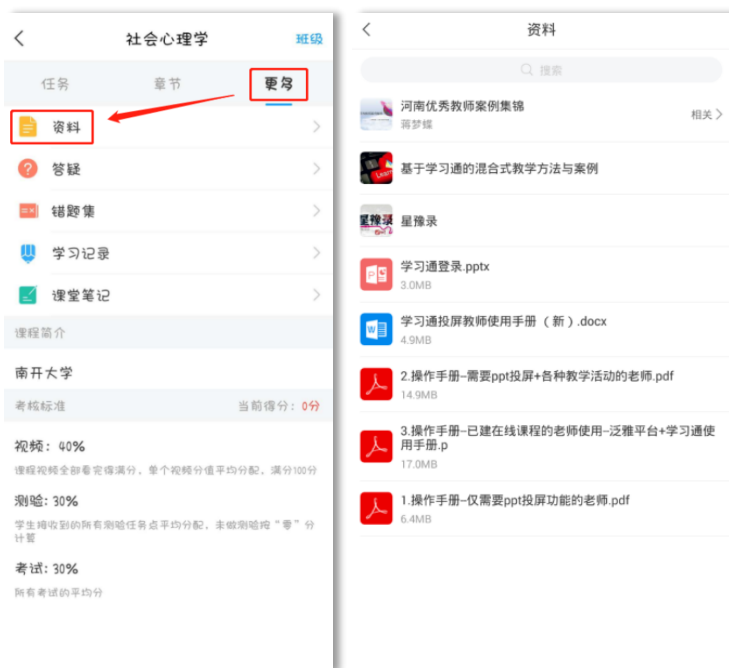 社会心理学
班级
任务
章节
更多
资料
答疑
错题集
学习记录
课堂笔记
课程简介
南开大学
考核标准
当前得分：0分
视频：40%
课程视频全部看完得满分，单个视频分值平均分配，满分100分
测验：30%
学生接收到的所有测验任务点平均分配，未做测验按“零”分
计算
考试：30%
所有考试的平均分
资料
搜索
河南优秀教师案例集锦
蒋梦蝶
相关
Learn
基于学习通的混合式教学方法与案例
星豫录
星豫录
学习通登录.pptx
3.0MB
学习通投屏教师使用手册（新）.docx
4.9MB
2.操作手册–需要ppt投屏+各种教学活动的老师.pdf
14.9MB
3.操作手册–已建在线课程的老师使用–泛雅平台+学习通使
用手册.p
17.0MB
1.操作手册–仅需要ppt投屏功能的老师.pdf
6.4MB